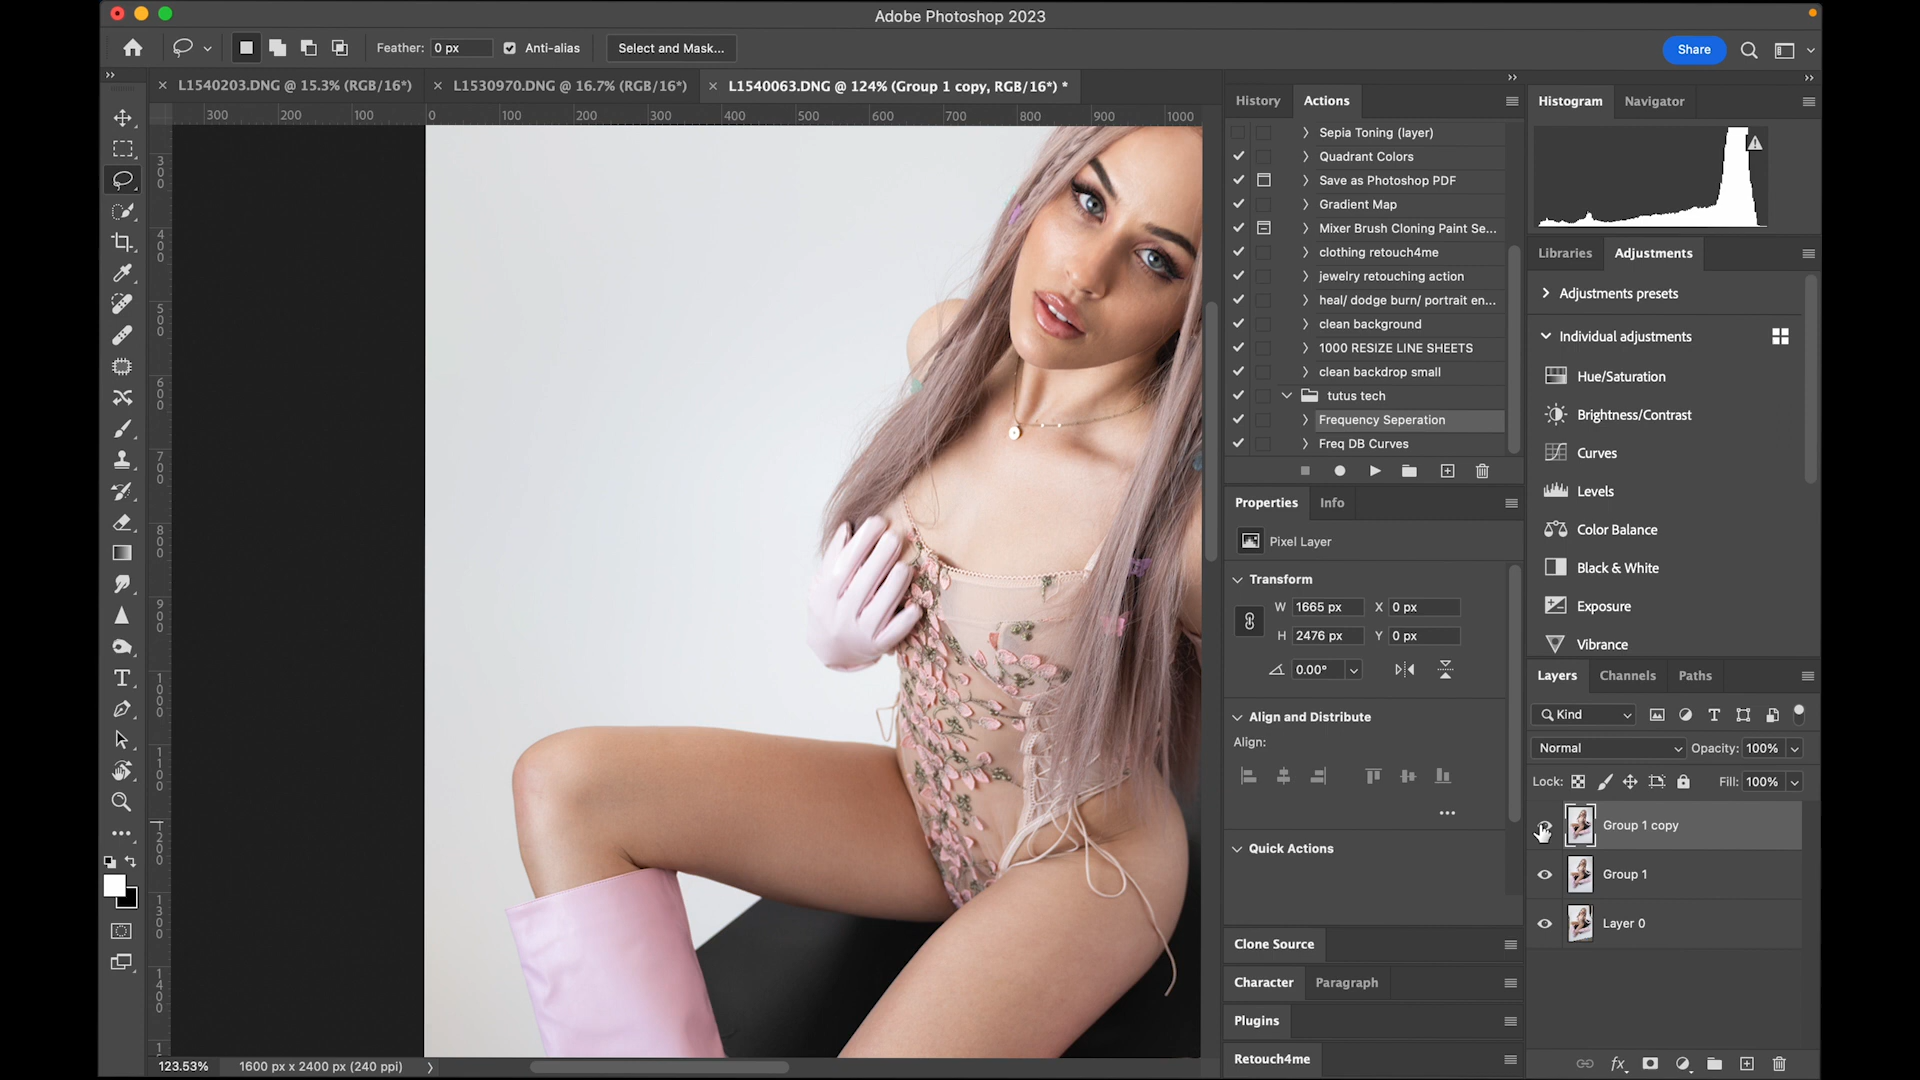 Adobe Photoshop 2023
Feather: 0 px Anti-alias Select and Mask... Share
L1540203.DNG @ 15.3% (RGB/16*) L1530970.DNG @ 16.7% (RGB/16*) L1540063.DNG @ 124% (Group 1 copy, RGB/16*) *
300 200 100 0 100 200 300 400 500 600 700 800 900 1000
300
400
500
600
700
800
900
1000
1100
1200
1300
1400
History Actions
Sepia Toning (layer)
Quadrant Colors
Save as Photoshop PDF
Gradient Map
Mixer Brush Cloning Paint Se...
clothing retouch4me
jewelry retouching action
heal/ dodge burn/ portrait en...
clean background
1000 RESIZE LINE SHEETS
clean backdrop small
tutus tech
Frequency Seperation
Freq DB Curves
Properties Info
Pixel Layer
Transform
W 1665 px X 0 px
H 2476 px Y 0 px
0.00°
Align and Distribute
Align:
Quick Actions
Clone Source
Character Paragraph
Plugins
Retouch4me
Histogram Navigator
Libraries Adjustments
Adjustments presets
Individual adjustments
Hue/Saturation
Brightness/Contrast
Curves
Levels
Color Balance
Black & White
Exposure
Vibrance
Layers Channels Paths
Kind
Normal Opacity: 100%
Lock: Fill: 100%
Group 1 copy
Group 1
Layer 0
fx
123.53% 1600 px x 2400 px (240 ppi)